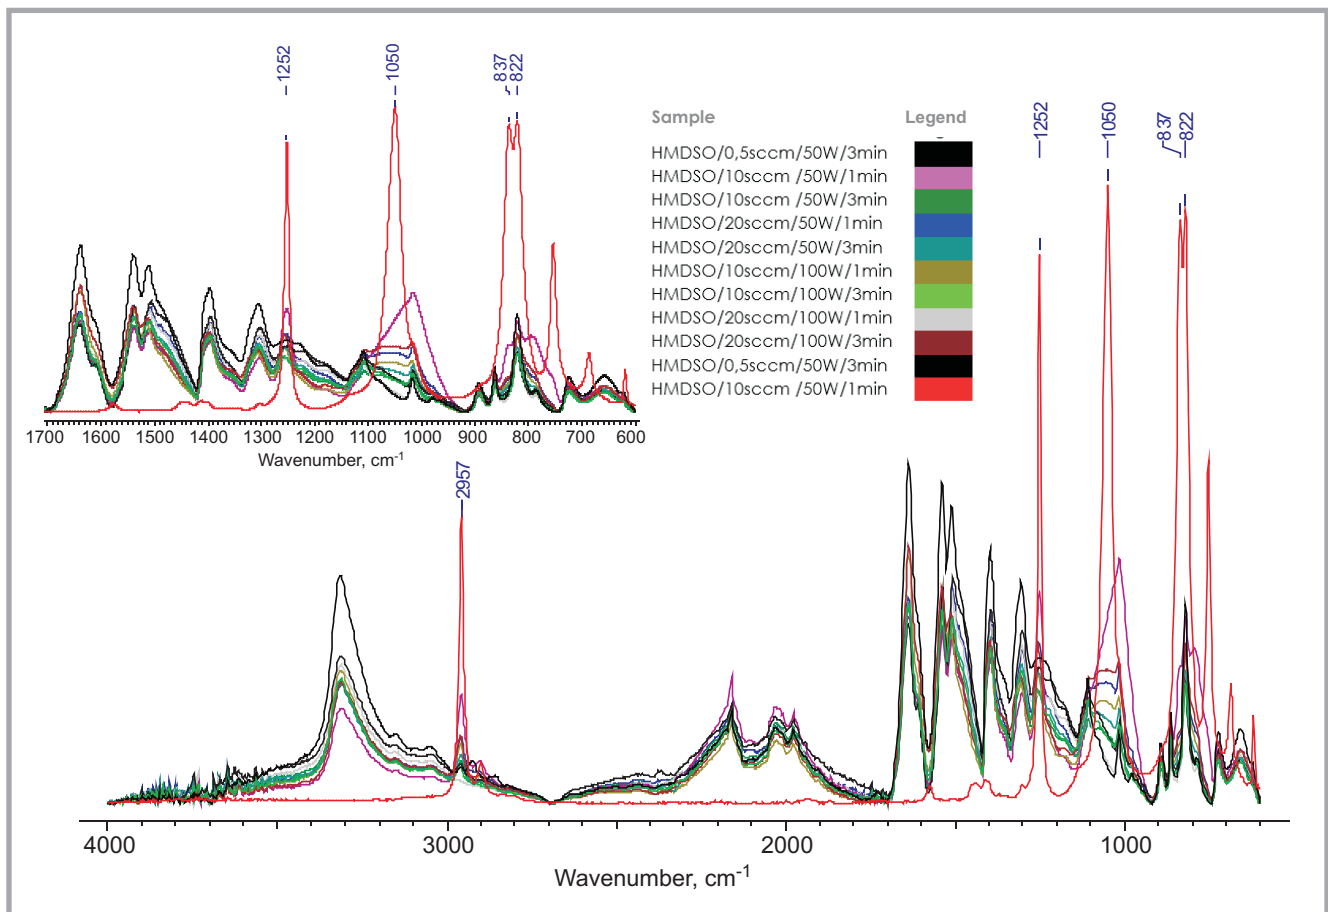 1252
1050
837
822
Sample Legend
HMDSO/0,5sccm/50W/3min
HMDSO/10sccm /50W/1min
HMDSO/10sccm /50W/3min
HMDSO/20sccm/50W/1min
HMDSO/20sccm/50W/3min
HMDSO/10sccm/100W/1min
HMDSO/10sccm/100W/3min
HMDSO/20sccm/100W/1min
HMDSO/20sccm/100W/3min
HMDSO/0,5sccm/50W/3min
HMDSO/10sccm /50W/1min
1252
1050
837
822
1700 1600 1500 1400 1300 1200 1100 1000 900 800 700 600
Wavenumber, cm-1
2957
4000 3000 2000 1000
Wavenumber, cm-1